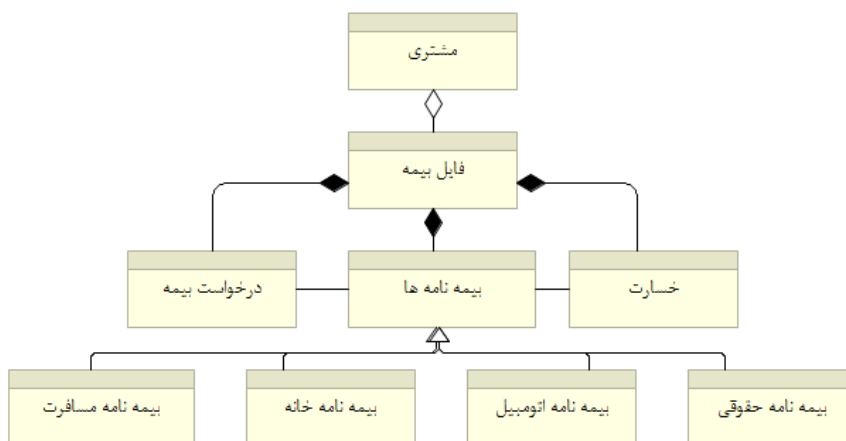 مشتری
فایل بیمه
خسارت
بیمه نامه ها
درخواست بیمه
بیمه نامه حقوقی
بیمه نامه اتومبیل
بیمه نامه خانه
بیمه نامه مسافرت